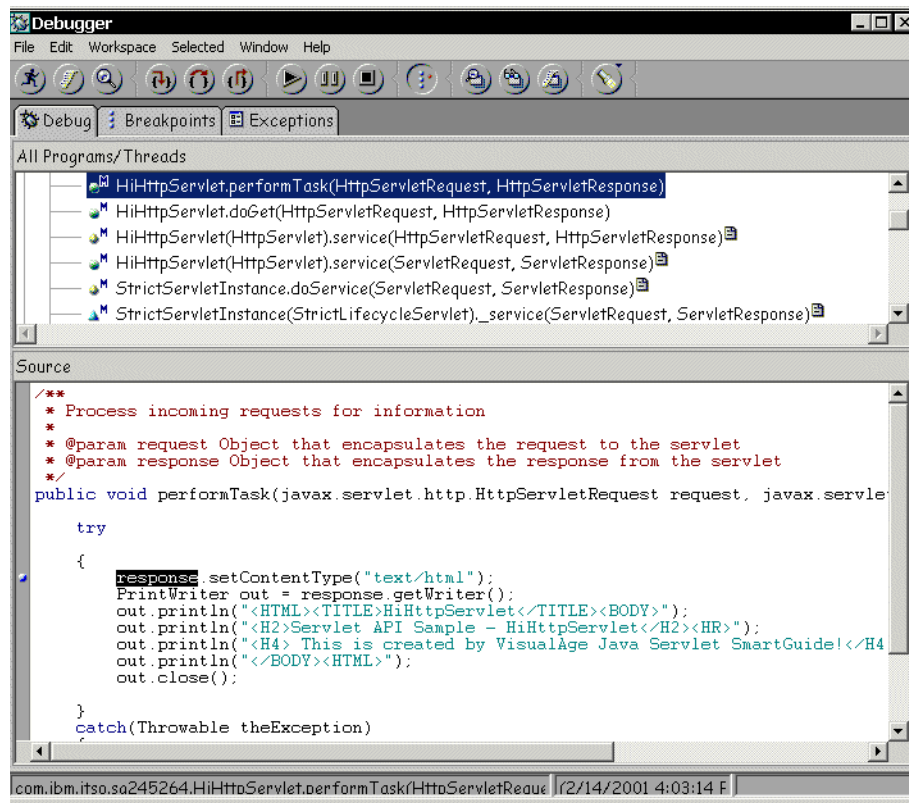 Debugger
File Edit Workspace Selected Window Help
Debug Breakpoints Exceptions
All Programs/Threads
HiHttpServlet.performTask(HttpServletRequest, HttpServletResponse)
HiHttpServlet.doGet(HttpServletRequest, HttpServletResponse)
HiHttpServlet(HttpServlet).service(HttpServletRequest, HttpServletResponse)
HiHttpServlet(HttpServlet).service(ServletRequest, ServletResponse)
StrictServletInstance.doService(ServletRequest, ServletResponse)
StrictServletInstance(StrictLifecycleServlet)._service(ServletRequest, ServletResponse)
Source
/**
* Process incoming requests for information
*
* @param request Object that encapsulates the request to the servlet
* @param response Object that encapsulates the response from the servlet
*/
public void performTask(javax.servlet.http.HttpServletRequest request, javax.servle
try
{
response.setContentType("text/html");
PrintWriter out = response.getWriter();
out.println("<HTML><TITLE>HiHttpServlet</TITLE><BODY>");
out.println("<H2>Servlet API Sample - HiHttpServlet</H2><HR>");
out.println("<H4> This is created by VisualAge Java Servlet SmartGuide!</H4
out.println("</BODY><HTML>");
out.close();
}
catch(Throwable theException)
com.ibm.itso.sg245264.HiHttpServlet.performTask(HttpServletReque (2/14/2001 4:03:14 P